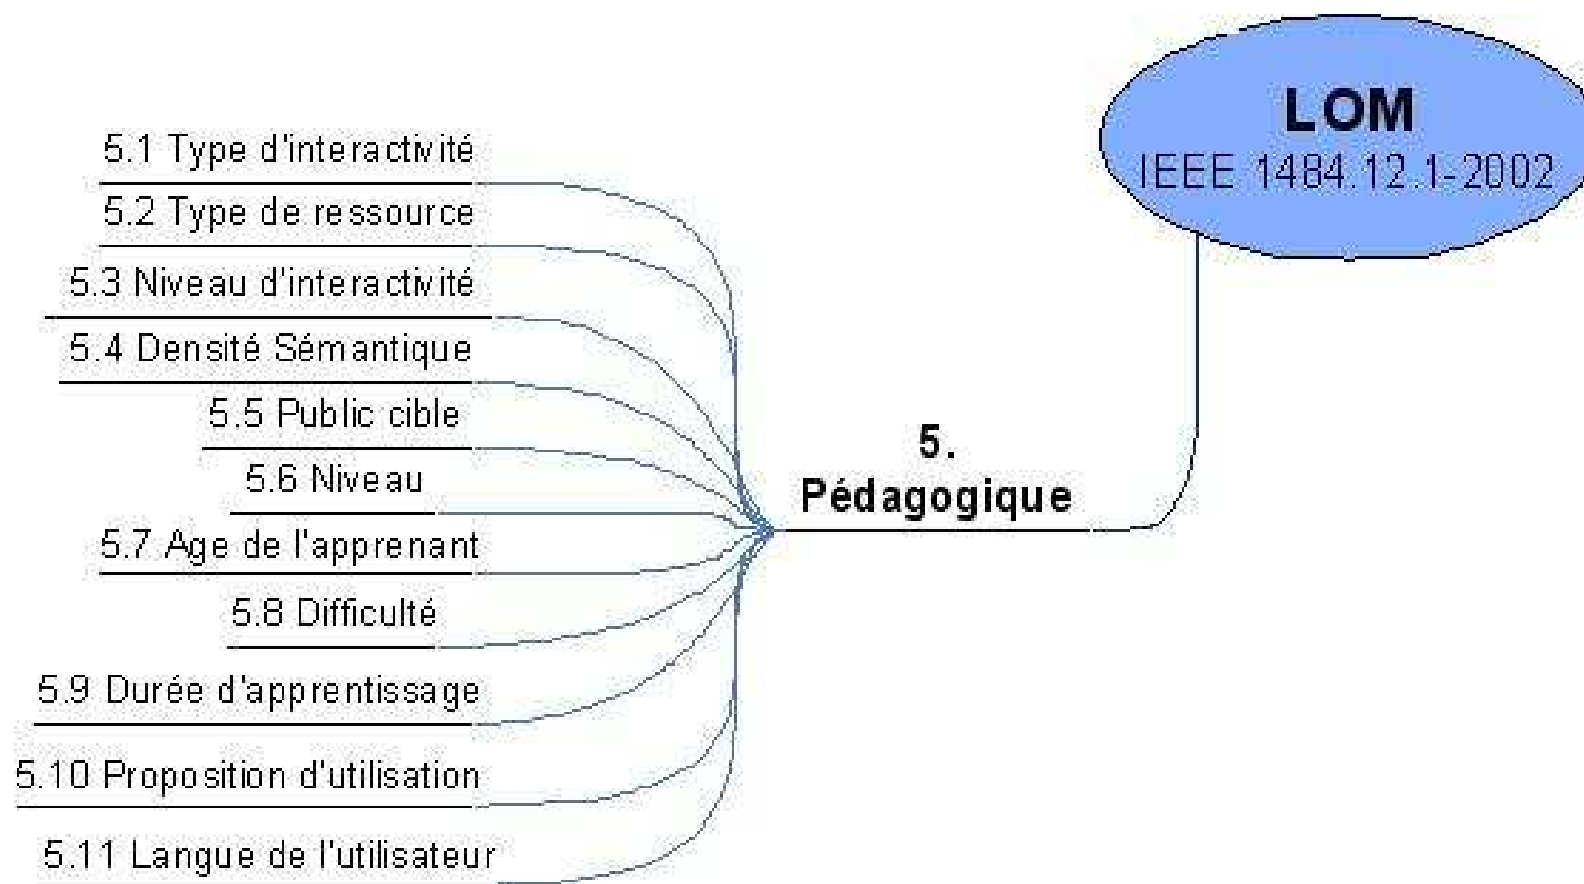 LOM
IEEE 1484.12.1-2002
5.1 Type d'interactivité
5.2 Type de ressource
5.3 Niveau d'interactivité
5.4 Densité Sémantique
5.5 Public cible
5.6 Niveau
5.7 Age de l'apprenant
5.8 Difficulté
5.9 Durée d'apprentissage
5.10 Proposition d'utilisation
5.11 Langue de l'utilisateur
5.
Pédagogique